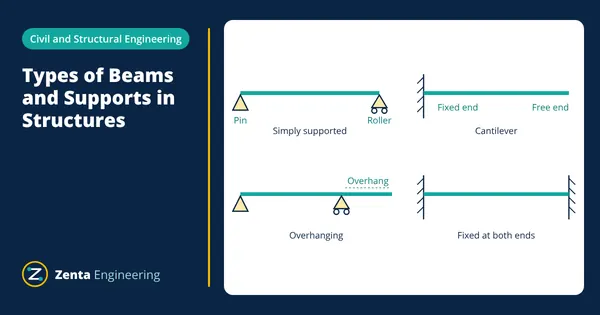 Civil and Structural Engineering
Types of Beams
and Supports in
Structures
Pin
Roller
Simply supported
Fixed end
Free end
Cantilever
Overhang
Overhanging
Fixed at both ends
Z
Zenta Engineering